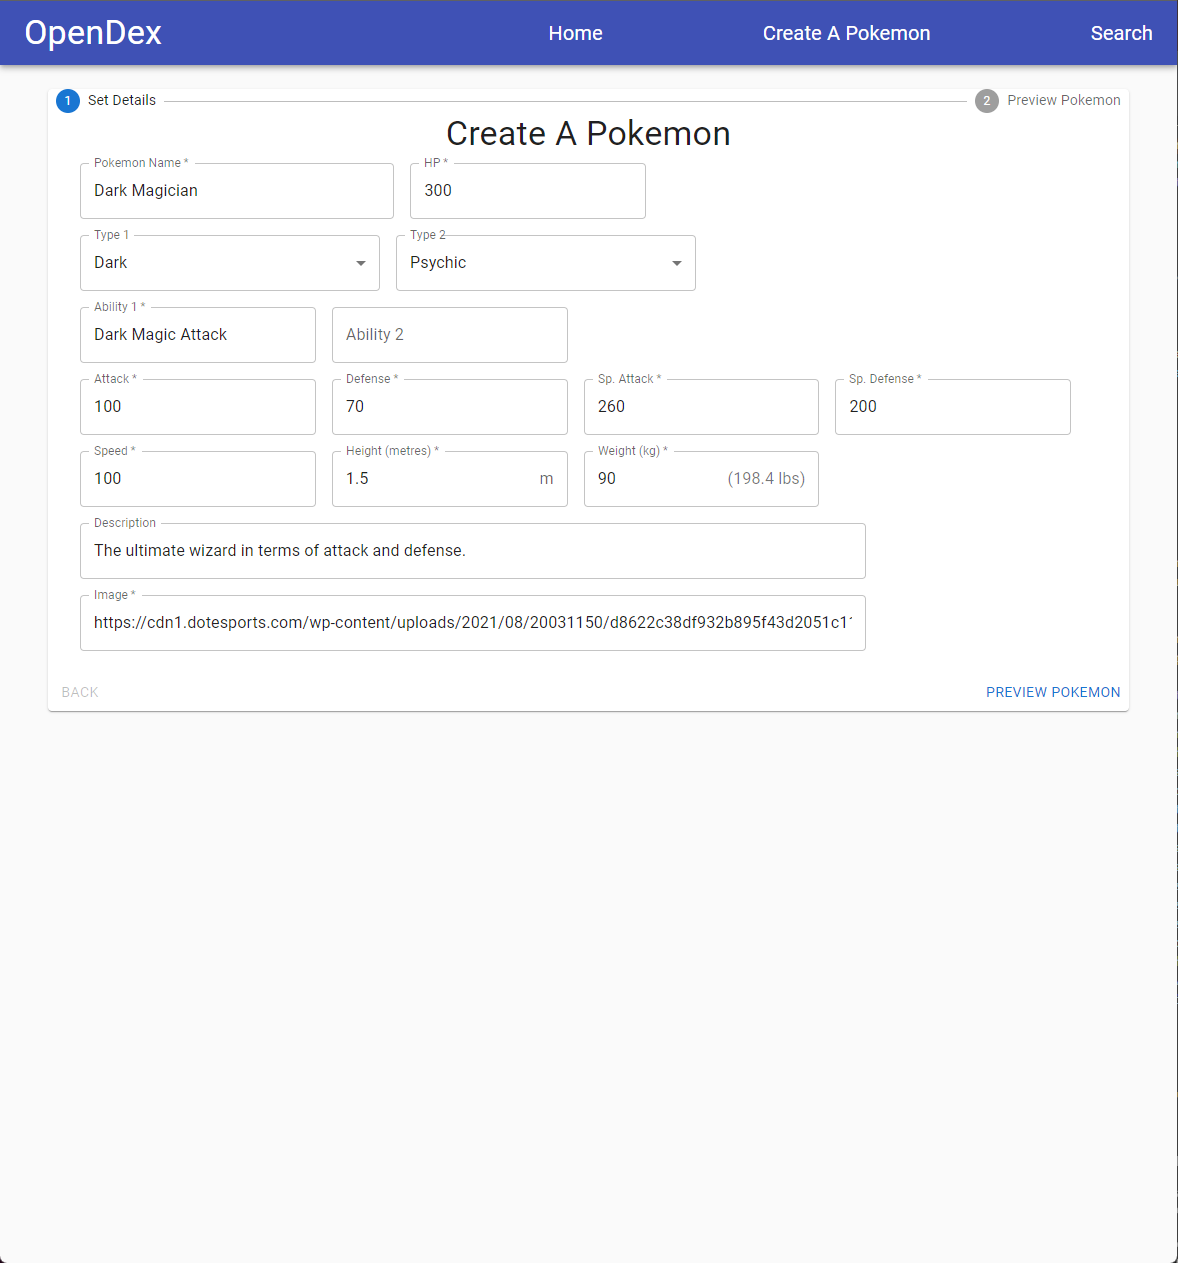 OpenDex Home Create A Pokemon Search
1 Set Details 2 Preview Pokemon
Create A Pokemon
Pokemon Name * HP *
Dark Magician 300
Type 1 Type 2
Dark Psychic
Ability 1 *
Dark Magic Attack Ability 2
Attack * Defense * Sp. Attack * Sp. Defense *
100 70 260 200
Speed * Height (metres) * Weight (kg) *
100 1.5 m 90 (198.4 lbs)
Description
The ultimate wizard in terms of attack and defense.
Image *
https://cdn1.dotesports.com/wp-content/uploads/2021/08/20031150/d8622c38df932b895f43d2051c1
BACK PREVIEW POKEMON